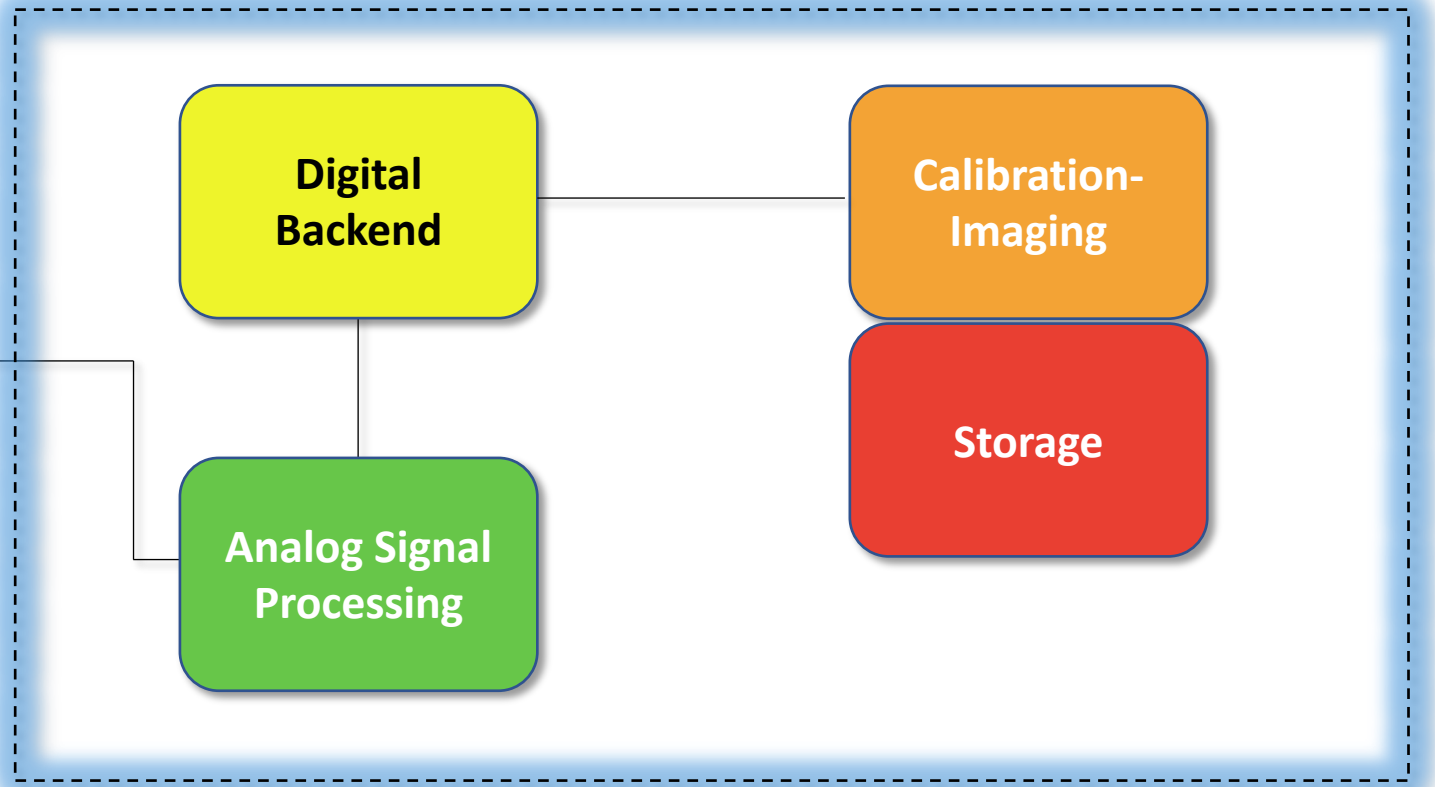 Digital
Backend
Calibration-
Imaging
Storage
Analog Signal
Processing